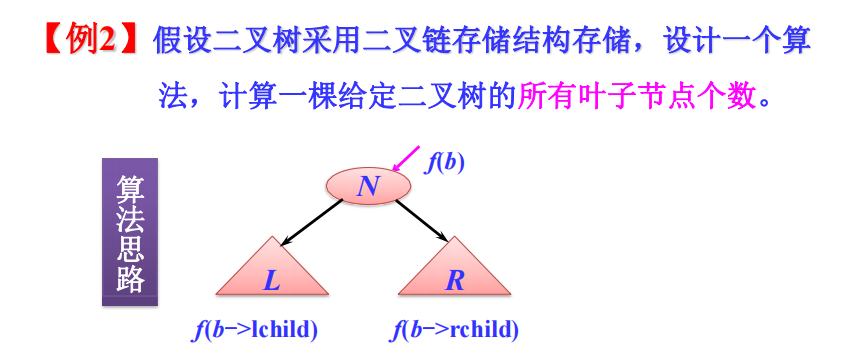 【例2】假设二叉树采用二叉链存储结构存储，设计一个算
法，计算一棵给定二叉树的所有叶子节点个数。
算法思路
f(b)
N
L
R
f(b->lchild)
f(b->rchild)